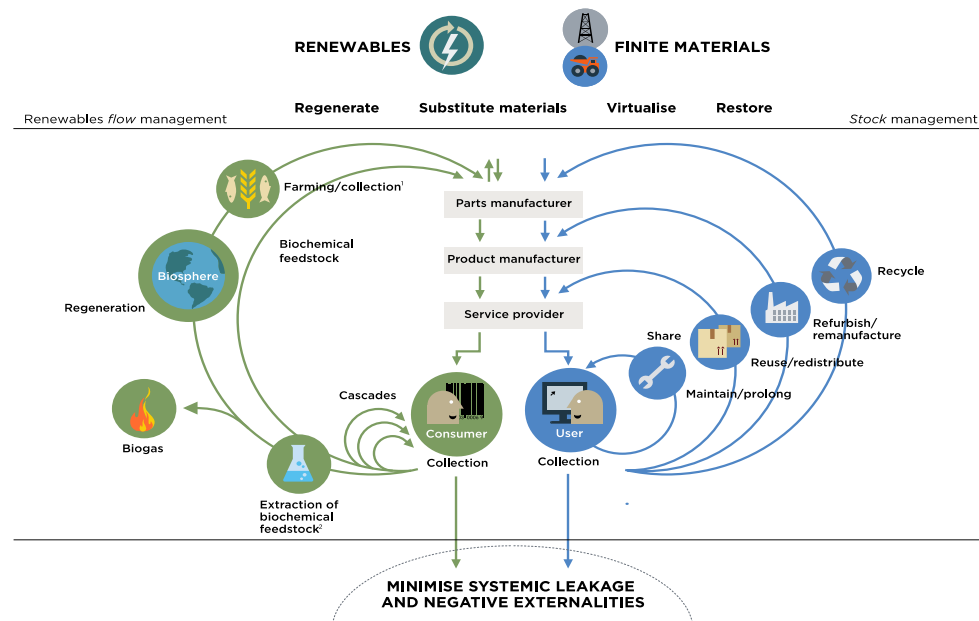 RENEWABLES
FINITE MATERIALS
Regenerate
Substitute materials
Virtualise
Restore
Renewables flow management
Stock management
Farming/collection¹
Parts manufacturer
Biochemical
feedstock
Product manufacturer
Biosphere
Recycle
Regeneration
Service provider
Share
Refurbish/
remanufacture
Reuse/redistribute
Cascades
Maintain/prolong
Consumer
User
Biogas
Collection
Collection
Extraction of
biochemical
feedstock²
MINIMISE SYSTEMIC LEAKAGE
AND NEGATIVE EXTERNALITIES